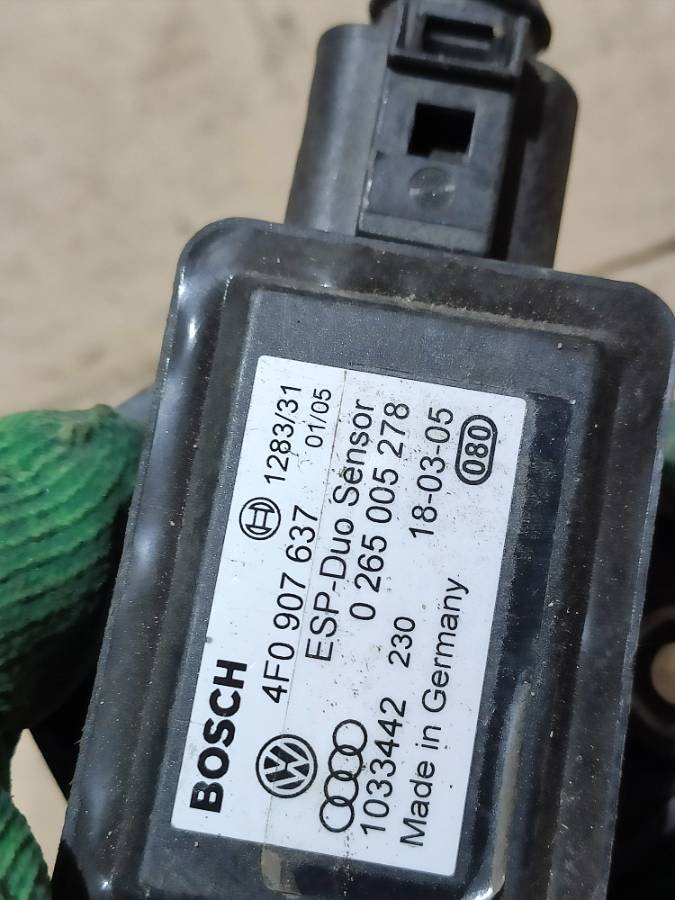 BOSCH 1283/31
4F0 907 637 01/05
ESP-Duo Sensor
0 265 005 278
1033442 230 18-03-05
Made in Germany 080